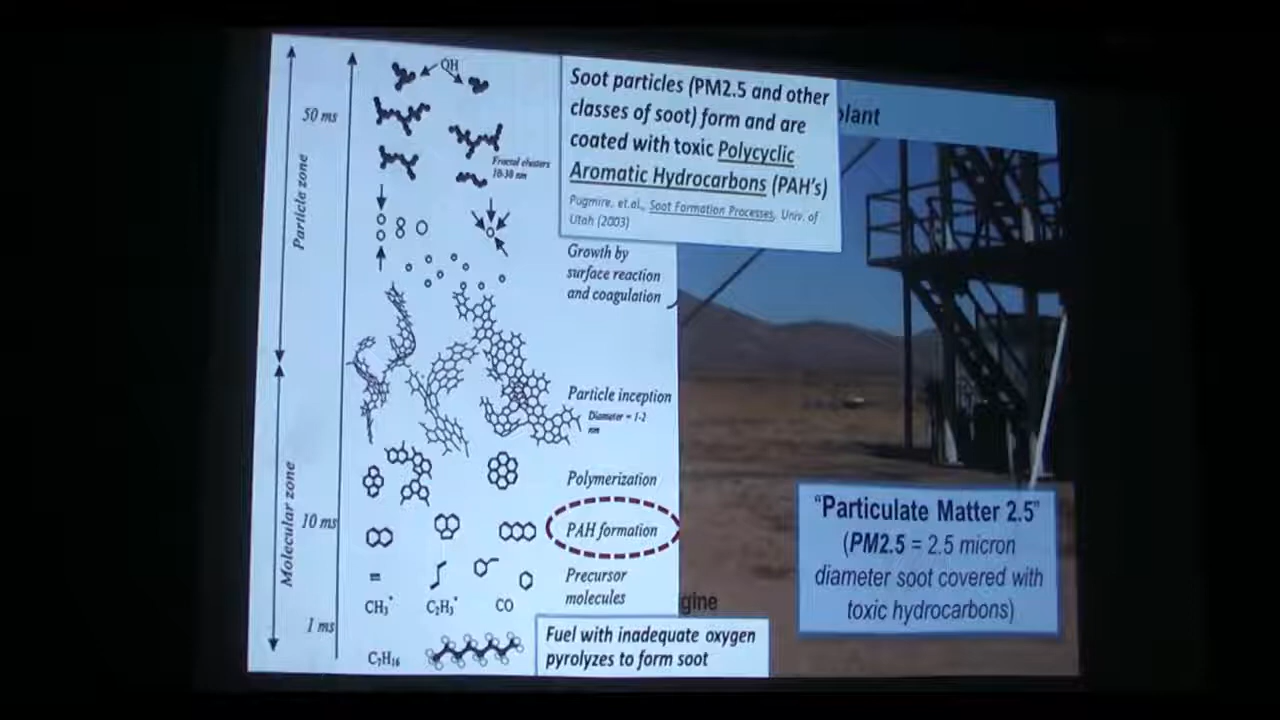 Soot particles (PM2.5 and other
classes of soot) form and are
coated with toxic Polycyclic
Aromatic Hydrocarbons (PAH's)
Pugmire, et.al., Soot Formation Processes, Univ. of
Utah (2003)
plant
OH
50 ms
Particle zone
Fractal clusters
10-30 nm
Growth by
surface reaction
and coagulation
Particle inception
Diameter = 1-2
nm
Polymerization
Molecular zone
10 ms
PAH formation
Precursor
molecules
CH₃•
C₂H₃•
CO
1 ms
C₇H₁₆
gine
Fuel with inadequate oxygen
pyrolyzes to form soot
"Particulate Matter 2.5"
(PM2.5 = 2.5 micron
diameter soot covered with
toxic hydrocarbons)